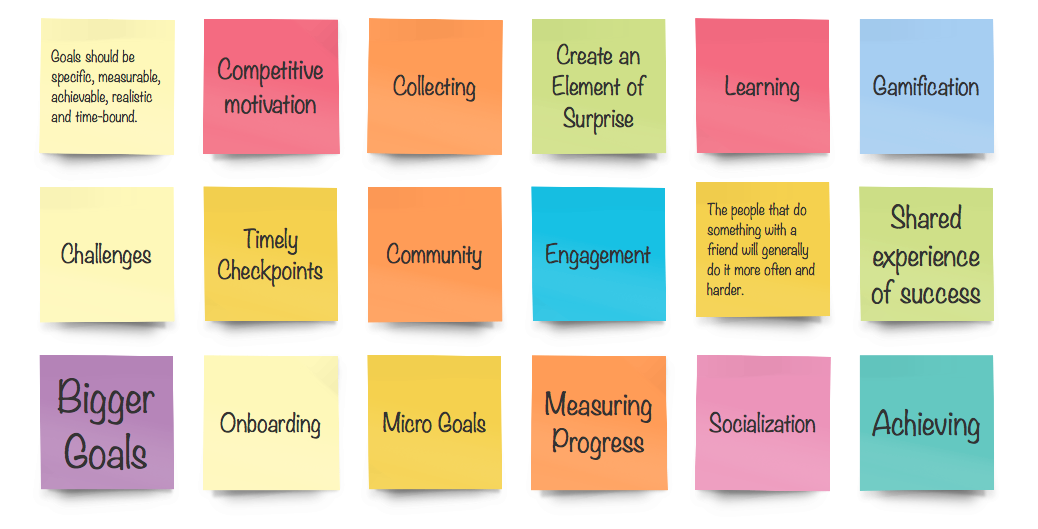 Goals should be
specific, measurable,
achievable, realistic
and time-bound.
Competitive
motivation
Collecting
Create an
Element of
Surprise
Learning
Gamification
Challenges
Timely
Checkpoints
Community
Engagement
The people that do
something with a
friend will generally
do it more often and
harder.
Shared
experience
of success
Bigger
Goals
Onboarding
Micro Goals
Measuring
Progress
Socialization
Achieving